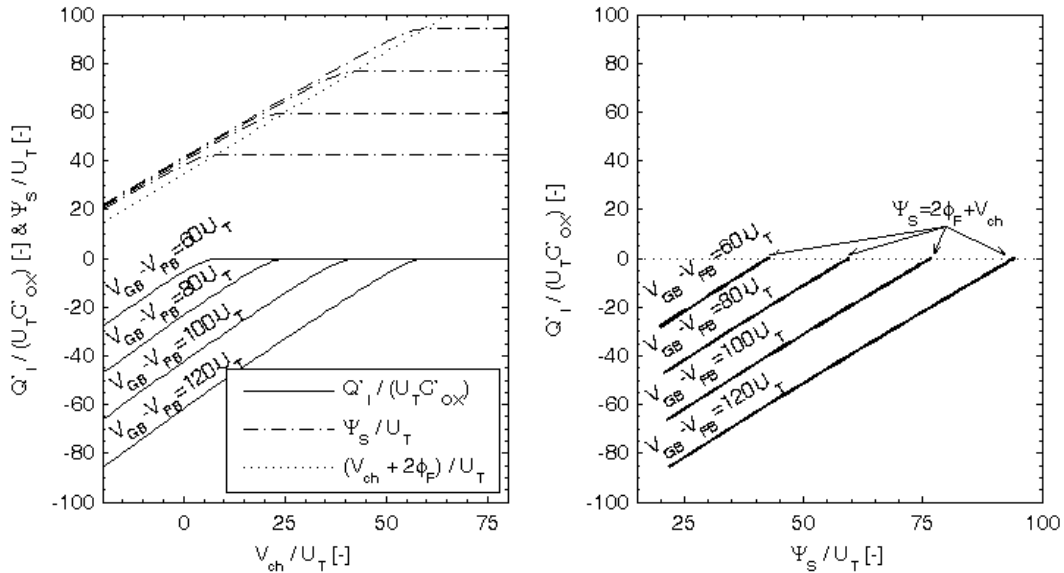 Q'I / (UTC'OX) [-] & ΨS / UT [-]
100
80
60
40
20
0
-20
-40
-60
-80
-100
VGB-VFB=60UT
VGB-VFB=80UT
VGB-VFB=100UT
VGB-VFB=120UT
Q'I / (UTC'OX)
ΨS / UT
(Vch + 2ϕF) / UT
0
25
50
75
Vch / UT [-]
Q'I / (UTC'OX) [-]
100
80
60
40
20
0
-20
-40
-60
-80
-100
ΨS=2ϕF+Vch
VGB-VFB=60UT
VGB-VFB=80UT
VGB-VFB=100UT
VGB-VFB=120UT
25
50
75
100
ΨS / UT [-]